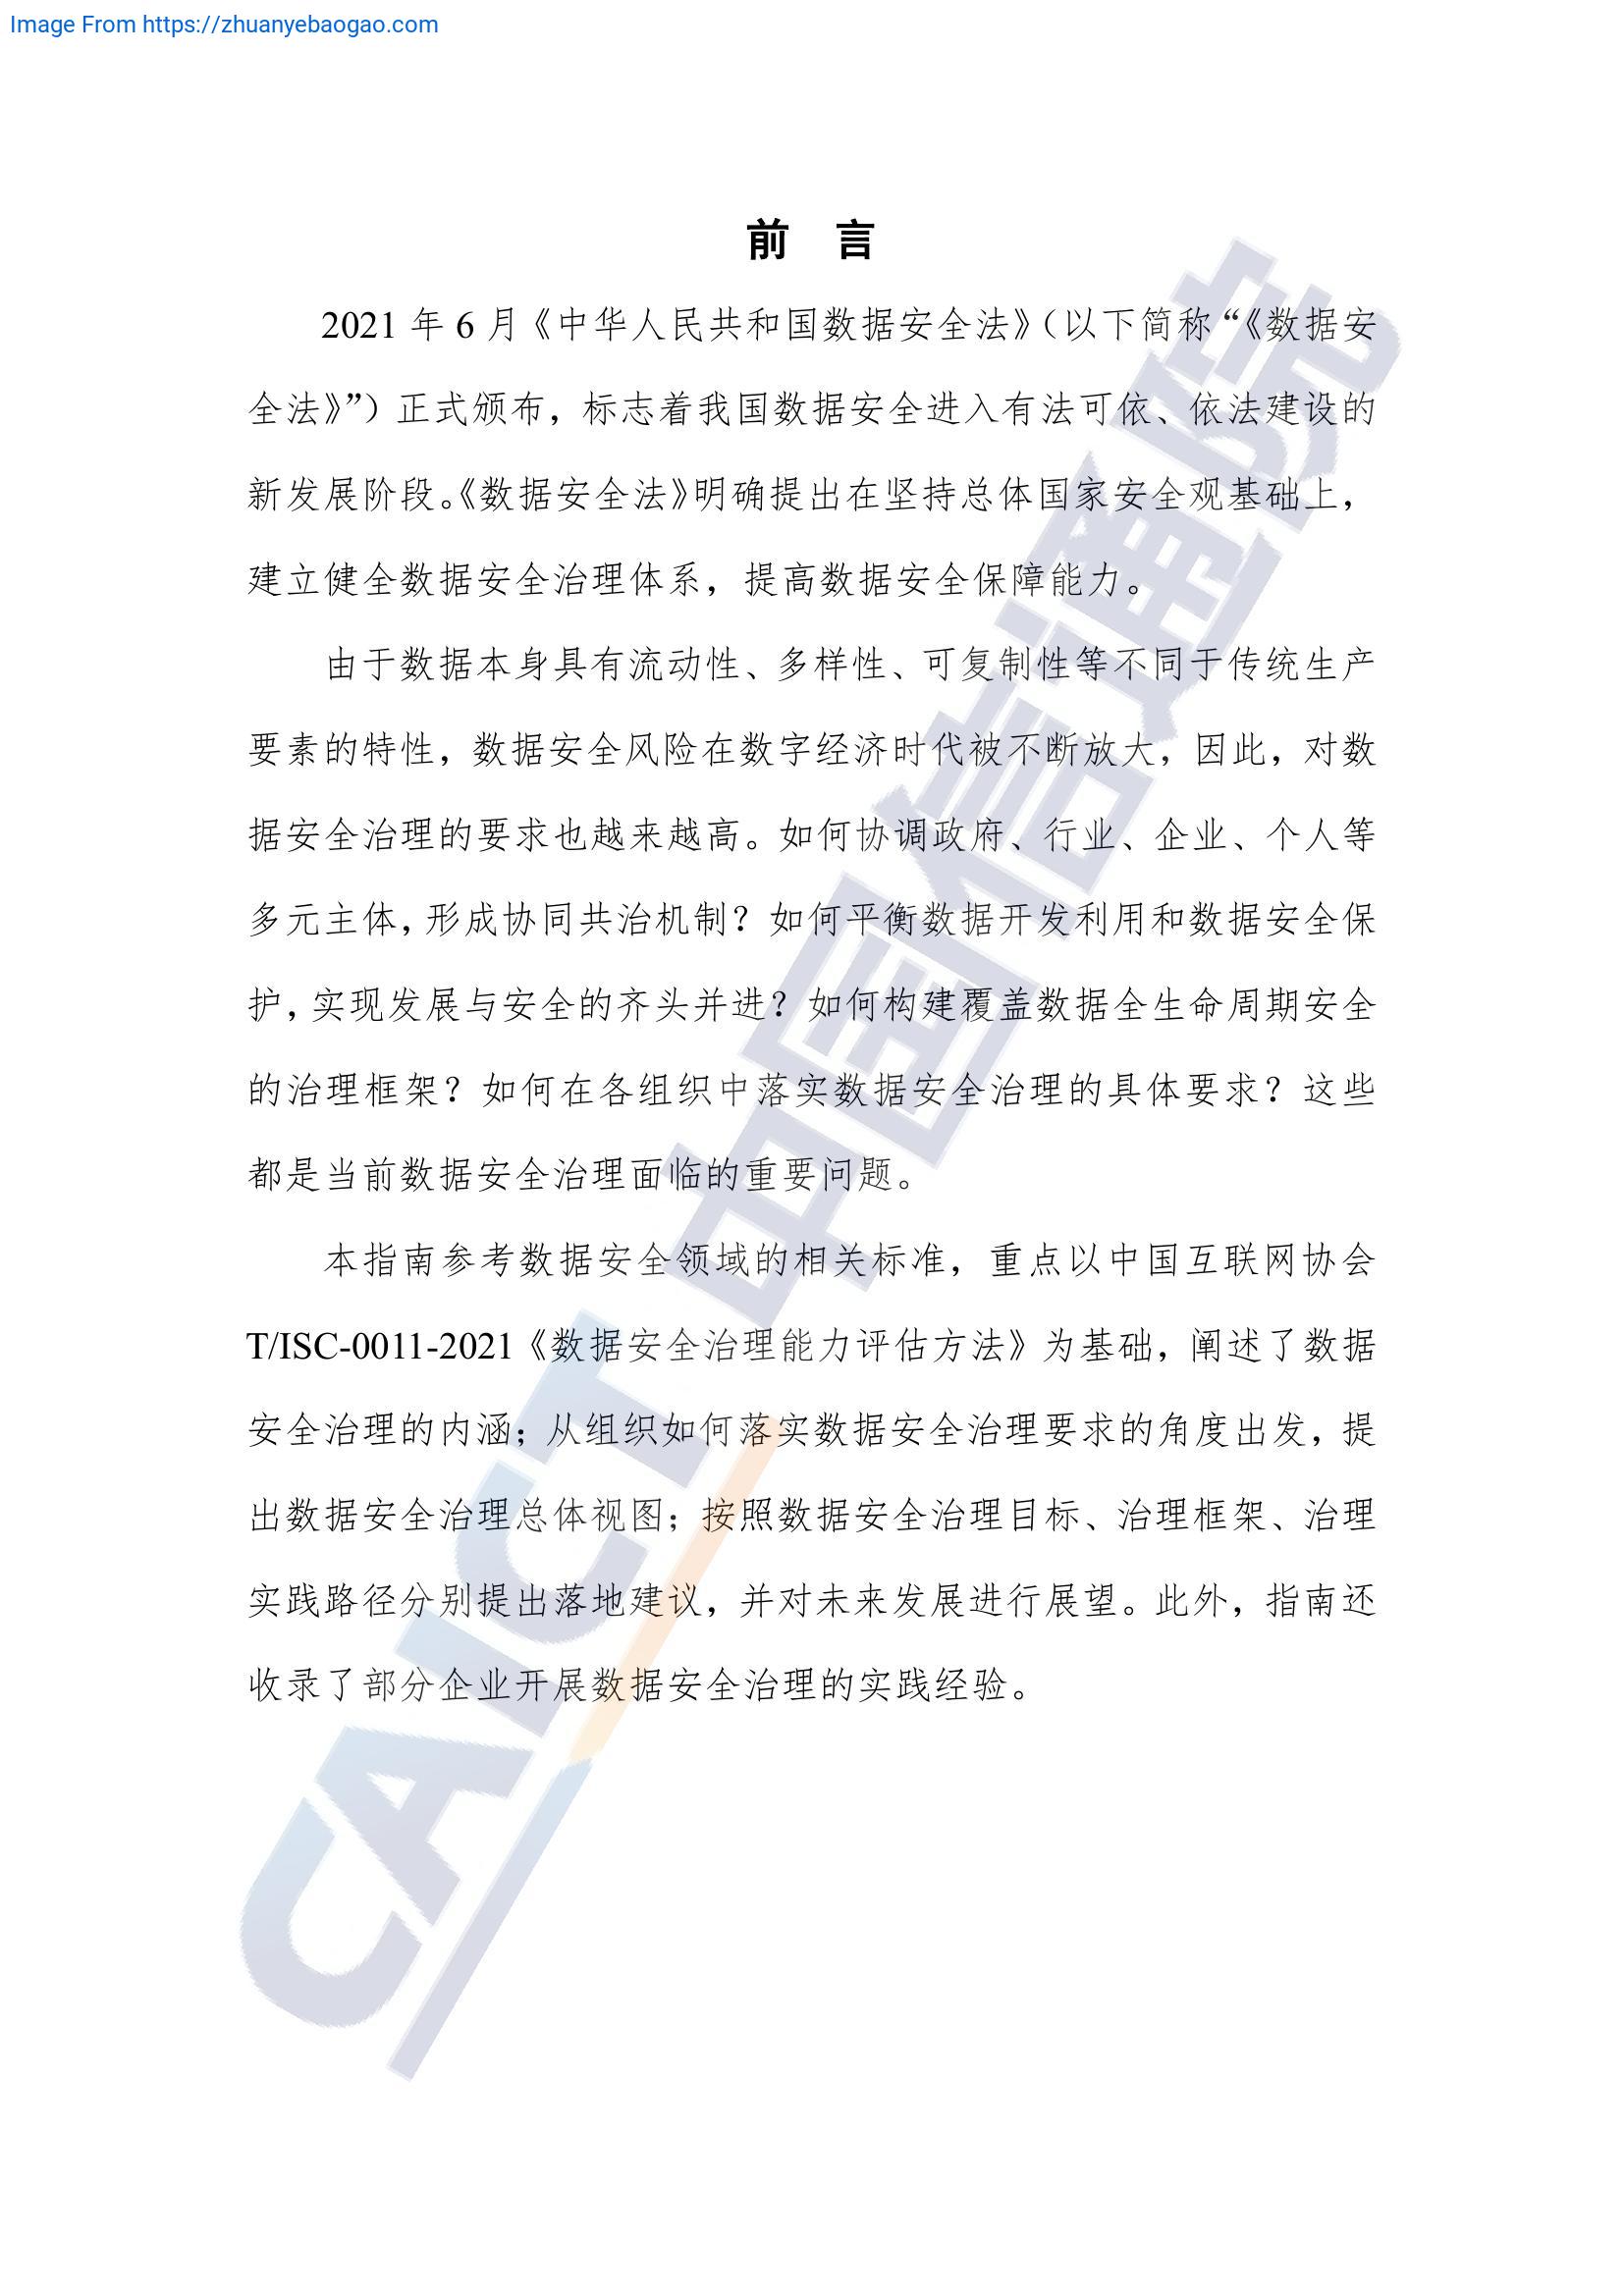 Image From https://zhuanyebaogao.com
前 言
2021 年 6 月《中华人民共和国数据安全法》（以下简称“《数据安
全法》”）正式颁布，标志着我国数据安全进入有法可依、依法建设的
新发展阶段。《数据安全法》明确提出在坚持总体国家安全观基础上，
建立健全数据安全治理体系，提高数据安全保障能力。
由于数据本身具有流动性、多样性、可复制性等不同于传统生产
要素的特性，数据安全风险在数字经济时代被不断放大，因此，对数
据安全治理的要求也越来越高。如何协调政府、行业、企业、个人等
多元主体，形成协同共治机制？如何平衡数据开发利用和数据安全保
护，实现发展与安全的齐头并进？如何构建覆盖数据全生命周期安全
的治理框架？如何在各组织中落实数据安全治理的具体要求？这些
都是当前数据安全治理面临的重要问题。
本指南参考数据安全领域的相关标准，重点以中国互联网协会
T/ISC-0011-2021《数据安全治理能力评估方法》为基础，阐述了数据
安全治理的内涵；从组织如何落实数据安全治理要求的角度出发，提
出数据安全治理总体视图；按照数据安全治理目标、治理框架、治理
实践路径分别提出落地建议，并对未来发展进行展望。此外，指南还
收录了部分企业开展数据安全治理的实践经验。
CAICT 中国信通院